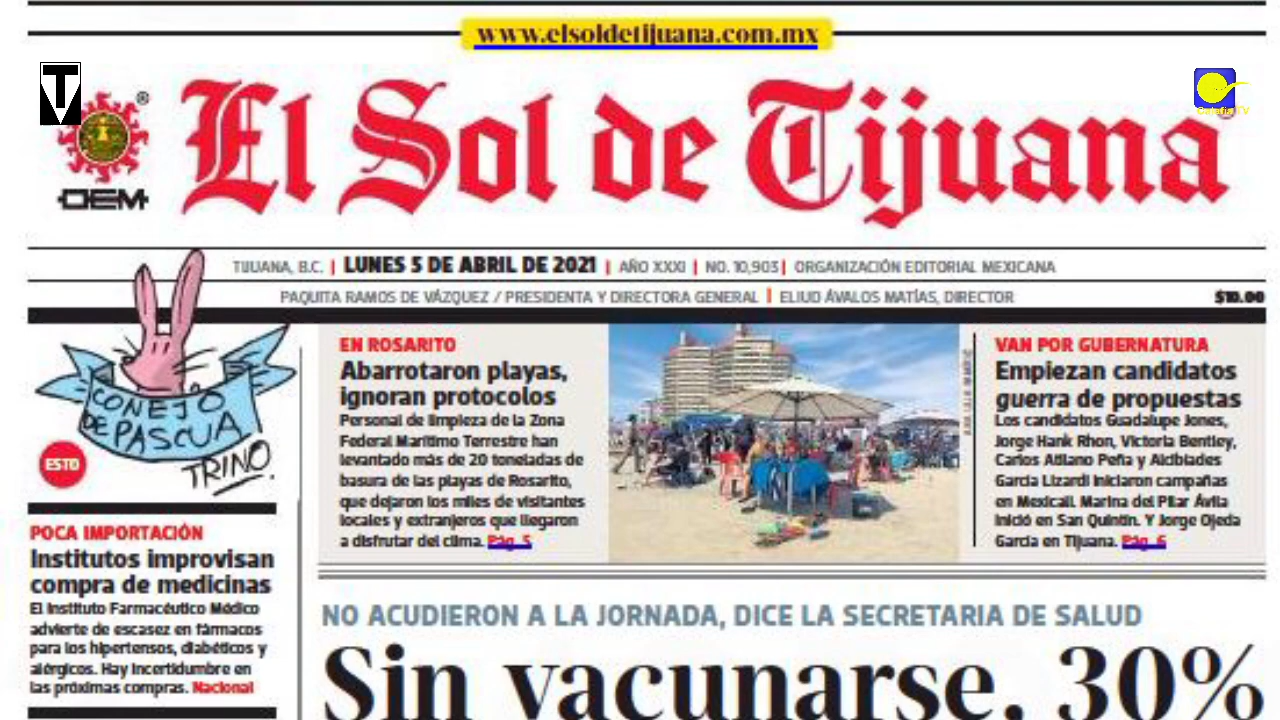 www.elsoldetijuana.com.mx
T
OEM
El Sol de Tijuana
Galafia TV
TIJUANA, B.C. | LUNES 5 DE ABRIL DE 2021 | AÑO XXXI | NO. 10,903 | ORGANIZACIÓN EDITORIAL MEXICANA
PAQUITA RAMOS DE VÁZQUEZ / PRESIDENTA Y DIRECTORA GENERAL | ELIUD ÁVALOS MATÍAS, DIRECTOR
$10.00
CONEJO
DE PASCUA
TRINO.
ESTO
POCA IMPORTACIÓN
Institutos improvisan
compra de medicinas
El Instituto Farmacéutico Médico
advierte de escasez en fármacos
para los hipertensos, diabéticos y
alérgicos. Hay incertidumbre en
las próximas compras. Nacional
EN ROSARITO
Abarrotaron playas,
ignoran protocolos
Personal de limpieza de la Zona
Federal Marítimo Terrestre han
levantado más de 20 toneladas de
basura de las playas de Rosarito,
que dejaron los miles de visitantes
locales y extranjeros que llegaron
a disfrutar del clima. Pág. 5
VAN POR GUBERNATURA
Empiezan candidatos
guerra de propuestas
Los candidatos Guadalupe Jones,
Jorge Hank Rhon, Victoria Bentley,
Carlos Atilano Peña y Alcibíades
García Lizardi iniciaron campañas
en Mexicali. Marina del Pilar Ávila
inició en San Quintín. Y Jorge Ojeda
García en Tijuana. Pág. 6
NO ACUDIERON A LA JORNADA, DICE LA SECRETARIA DE SALUD
Sin vacunarse, 30%